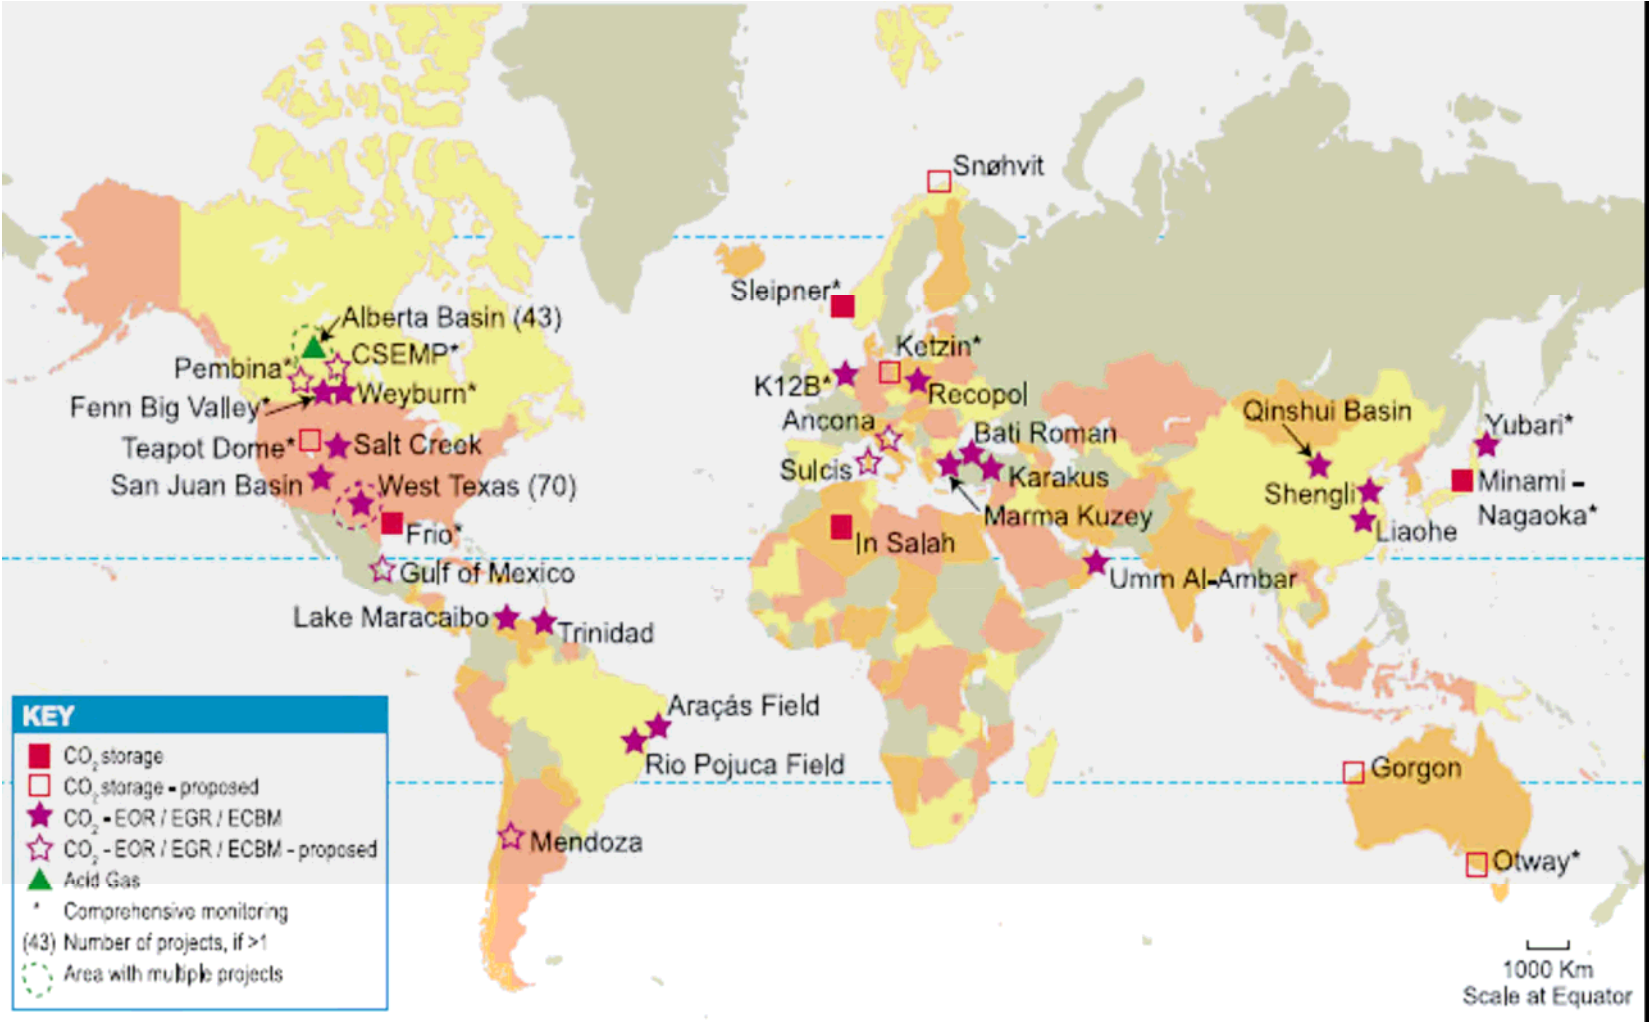 Snøhvit
Sleipner*
Alberta Basin (43)
CSEMP*
Pembina*
Weyburn*
Fenn Big Valley*
Teapot Dome*
Salt Creek
San Juan Basin
West Texas (70)
Frio*
Gulf of Mexico
Lake Maracaibo
Trinidad
Araçás Field
Rio Pojuca Field
Mendoza
Ketzin*
K12B*
Recopol
Ancona
Sulcis
Bati Roman
Karakus
Marma Kuzey
In Salah
Umm Al-Ambar
Qinshui Basin
Yubari*
Shengli
Minami -
Nagaoka*
Liaohe
Gorgon
Otway*
KEY
CO2 storage
CO2 storage - proposed
CO2 - EOR / EGR / ECBM
CO2 - EOR / EGR / ECBM - proposed
Acid Gas
* Comprehensive monitoring
(43) Number of projects, if >1
Area with multiple projects
1000 Km
Scale at Equator